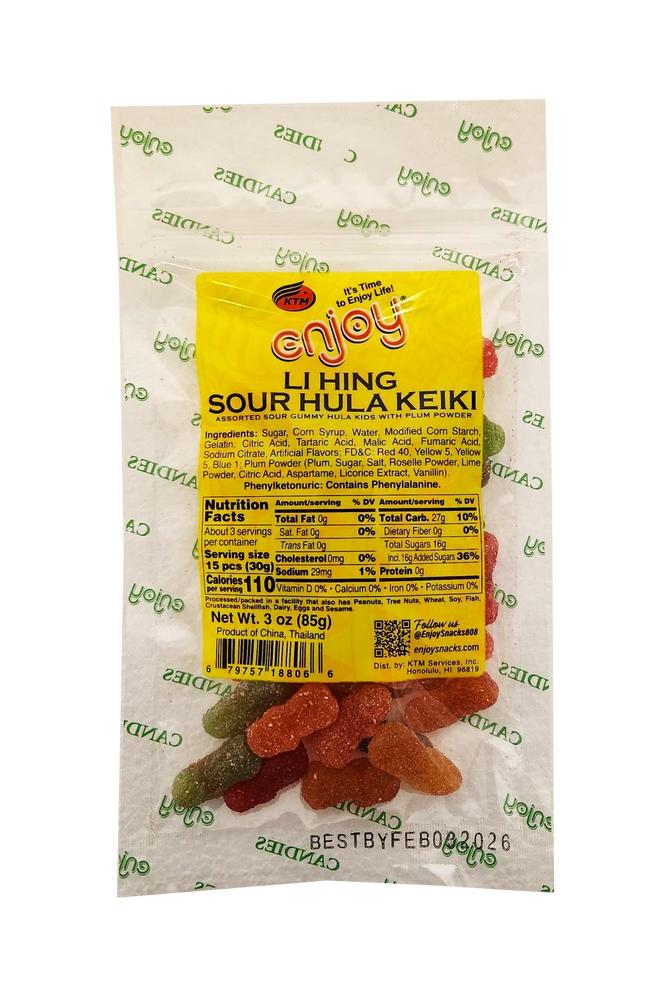 KTM
It's Time
to Enjoy Life!
enjoy®
LI HING
SOUR HULA KEIKI
ASSORTED SOUR GUMMY HULA KIDS WITH PLUM POWDER
Ingredients: Sugar, Corn Syrup, Water, Modified Corn Starch,
Gelatin, Citric Acid, Tartaric Acid, Malic Acid, Fumaric Acid,
Sodium Citrate, Artificial Flavors; FD&C: Red 40, Yellow 5, Yellow
5, Blue 1; Plum Powder (Plum, Sugar, Salt, Roselle Powder, Lime
Powder, Citric Acid, Aspartame, Licorice Extract, Vanillin).
Phenylketonuric: Contains Phenylalanine.
Nutrition
Facts
About 3 servings
per container
Serving size
15 pcs (30g)
Calories
per serving 110
Amount/serving % DV Amount/serving % DV
Total Fat 0g 0% Total Carb. 27g 10%
Sat. Fat 0g 0% Dietary Fiber 0g 0%
Trans Fat 0g Total Sugars 16g
Cholesterol 0mg 0% Incl. 16g Added Sugars 36%
Sodium 29mg 1% Protein 0g
Vitamin D 0% • Calcium 0% • Iron 0% • Potassium 0%
Processed/packed in a facility that also has Peanuts, Tree Nuts, Wheat, Soy, Fish,
Crustacean Shellfish, Dairy, Eggs and Sesame.
Net Wt. 3 oz (85g)
Product of China, Thailand
6 79757 18806 6
Follow us
@EnjoySnacks808
enjoysnacks.com
Dist. by: KTM Services, Inc.
Honolulu, HI 96819
enjoy
CANDIES
BESTBYFEB032026